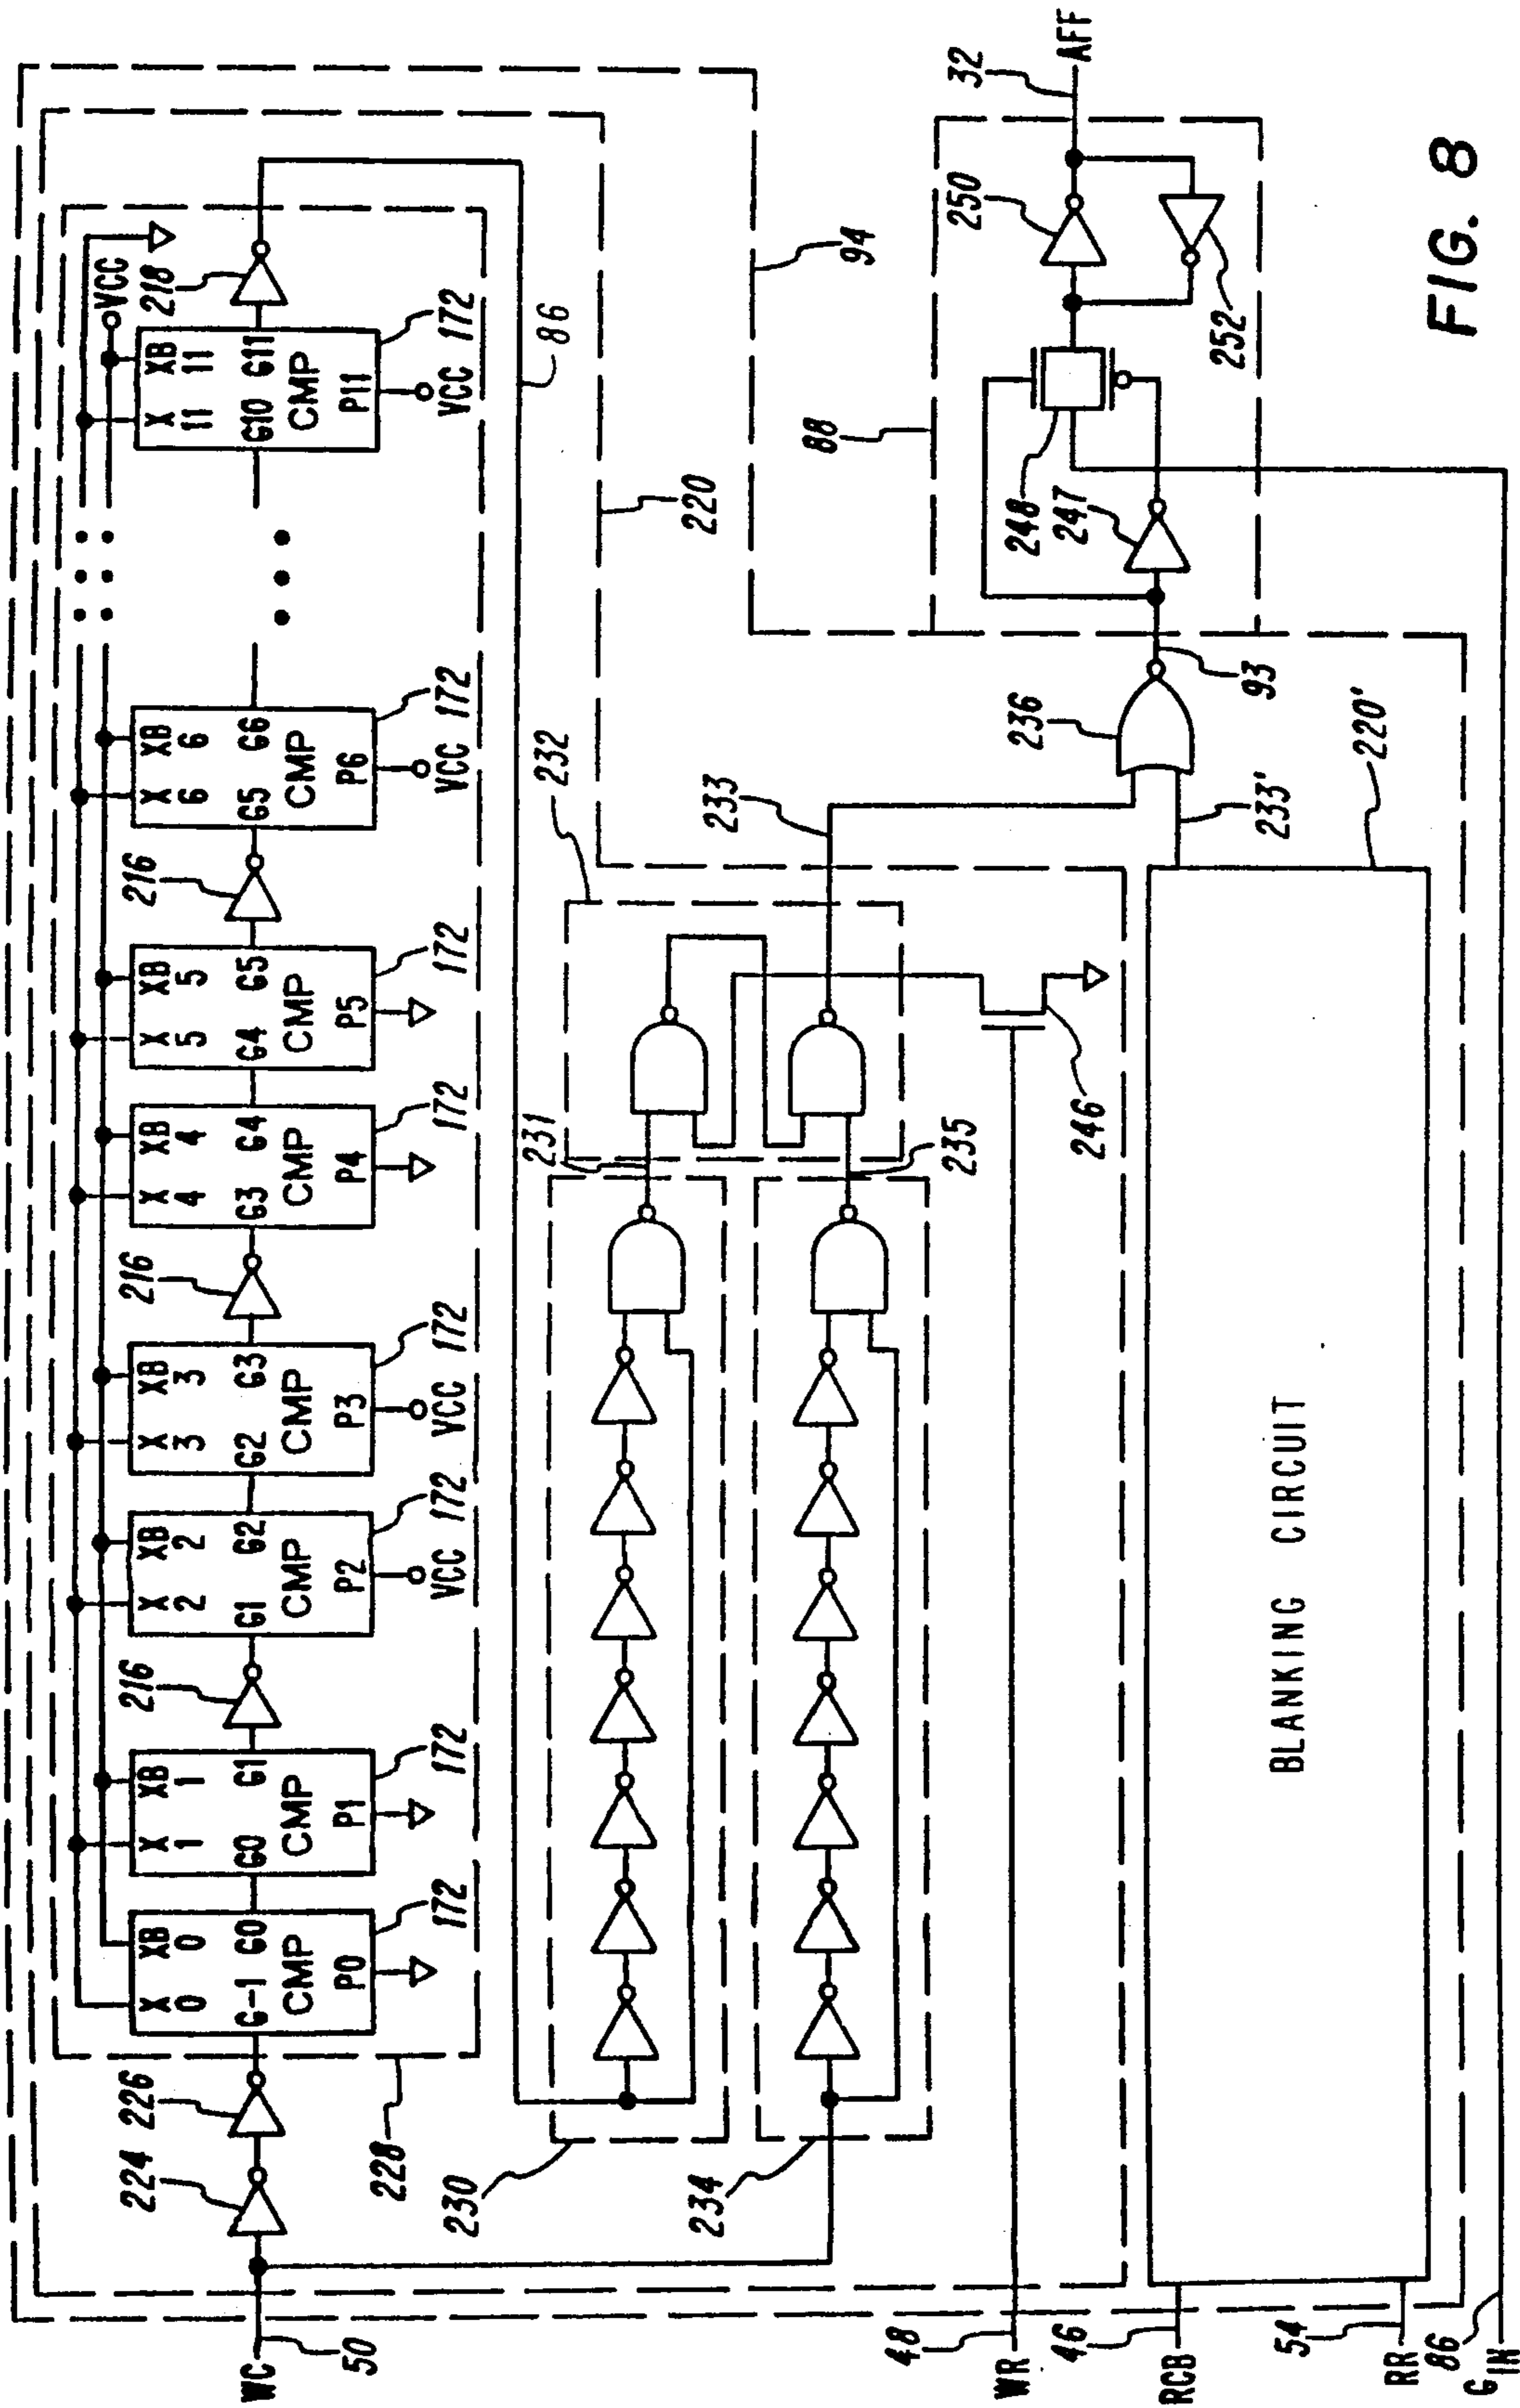 VCC
218
X XB
0 0
G-1 G0
CMP
P0
172
X XB
1 1
G0 G1
CMP
P1
172
216
X XB
2 2
G1 G2
CMP
P2
172
VCC
X XB
3 3
G2 G3
CMP
P3
172
VCC
216
X XB
4 4
G3 G4
CMP
P4
172
X XB
5 5
G4 G5
CMP
P5
172
216
X XB
6 6
G5 G6
CMP
P6
172
VCC
X XB
11 11
G10 G11
CMP
P11
172
VCC
WC
50
224
226
228
86
220
94
230
231
232
233
234
235
246
236
93
233'
220'
88
248
247
250
252
32
AFF
WR
48
RCB
46
RR
54
GIN
86
BLANKING CIRCUIT
FIG. 8